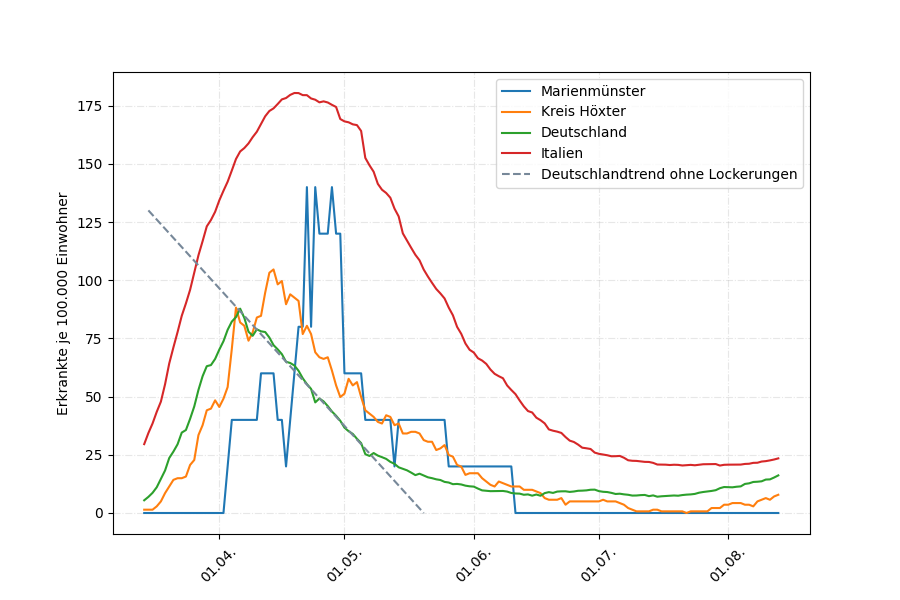 Marienmünster
Kreis Höxter
Deutschland
Italien
Deutschlandtrend ohne Lockerungen
Erkrankte je 100.000 Einwohner
175
150
125
100
75
50
25
0
01.04.
01.05.
01.06.
01.07.
01.08.